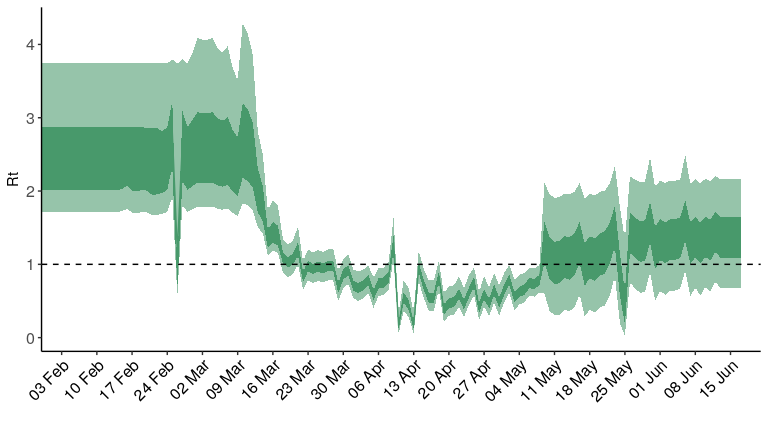 Rt
4
3
2
1
0
03 Feb
10 Feb
17 Feb
24 Feb
02 Mar
09 Mar
16 Mar
23 Mar
30 Mar
06 Apr
13 Apr
20 Apr
27 Apr
04 May
11 May
18 May
25 May
01 Jun
08 Jun
15 Jun